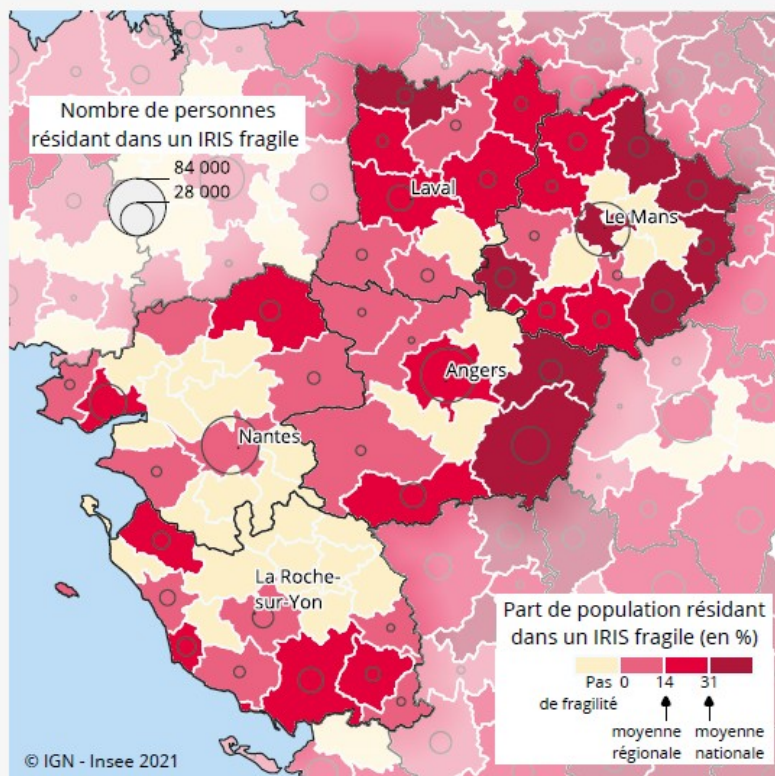 Nombre de personnes
résidant dans un IRIS fragile
84 000
28 000
Laval
Le Mans
Angers
Nantes
La Roche-
sur-Yon
Part de population résidant
dans un IRIS fragile (en %)
Pas 0 14 31
de fragilité
moyenne moyenne
régionale nationale
© IGN - Insee 2021